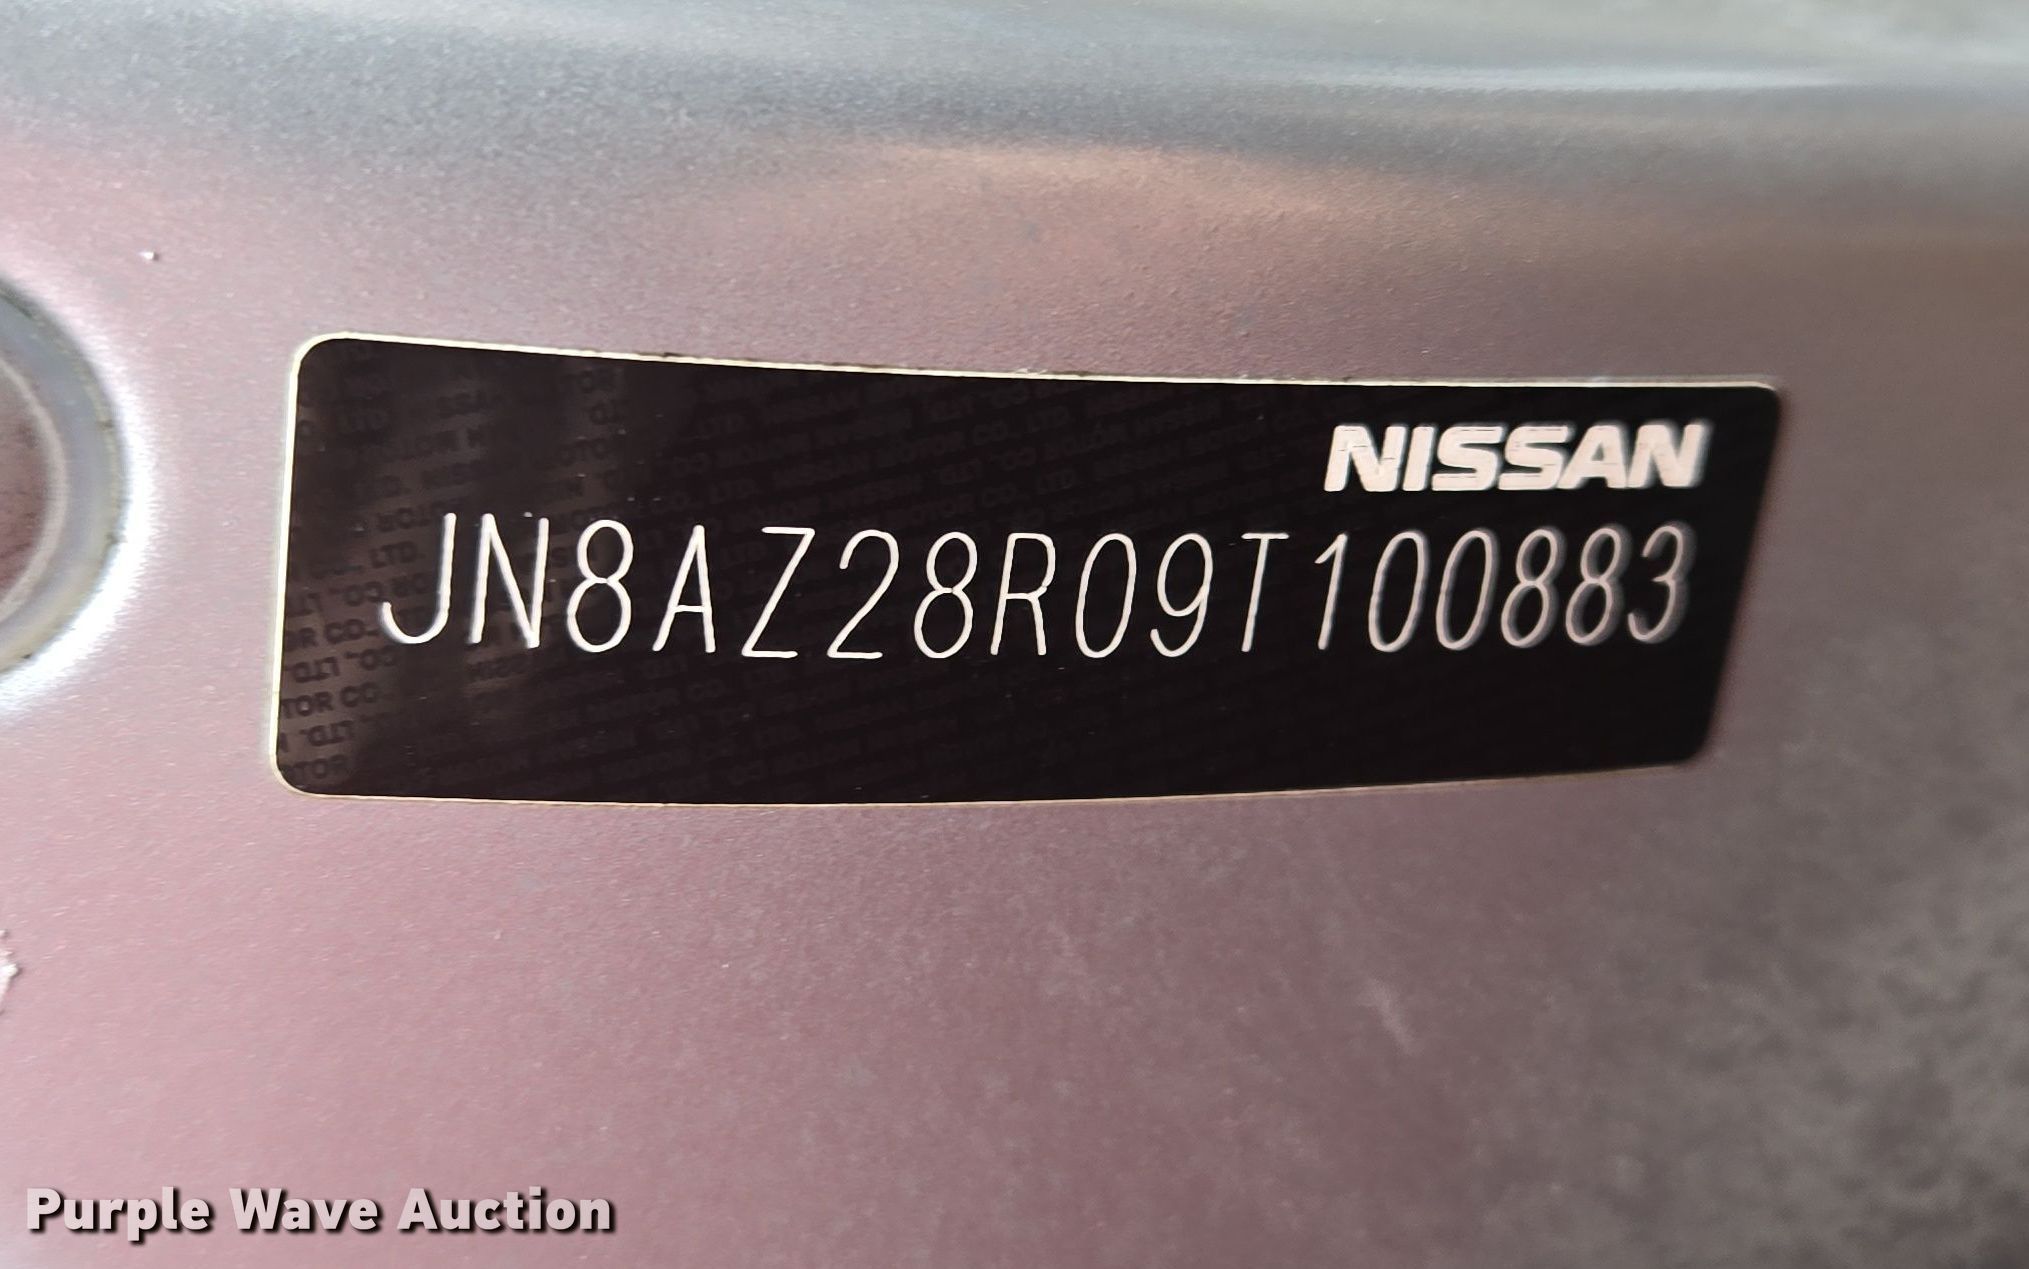 NISSAN
JN8AZ28R09T100883
Purple Wave Auction